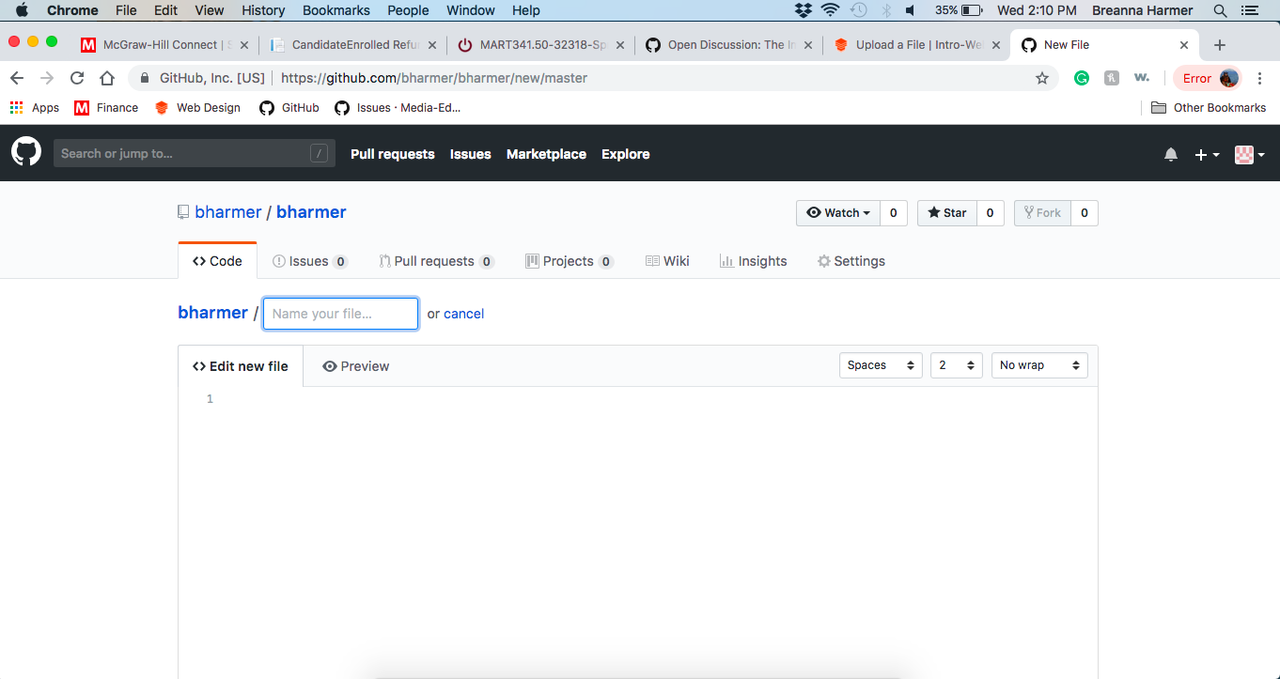 Chrome File Edit View History Bookmarks People Window Help 35% Wed 2:10 PM Breanna Harmer
McGraw-Hill Connect | CandidateEnrolled Refu MART341.50-32318-Sp Open Discussion: The In Upload a File | Intro-We New File
GitHub, Inc. [US] | https://github.com/bharmer/bharmer/new/master Error
Apps Finance Web Design GitHub Issues · Media-Ed... Other Bookmarks
Search or jump to... / Pull requests Issues Marketplace Explore
bharmer / bharmer Watch 0 Star 0 Fork 0
Code Issues 0 Pull requests 0 Projects 0 Wiki Insights Settings
bharmer / Name your file... or cancel
Edit new file Preview Spaces 2 No wrap
1